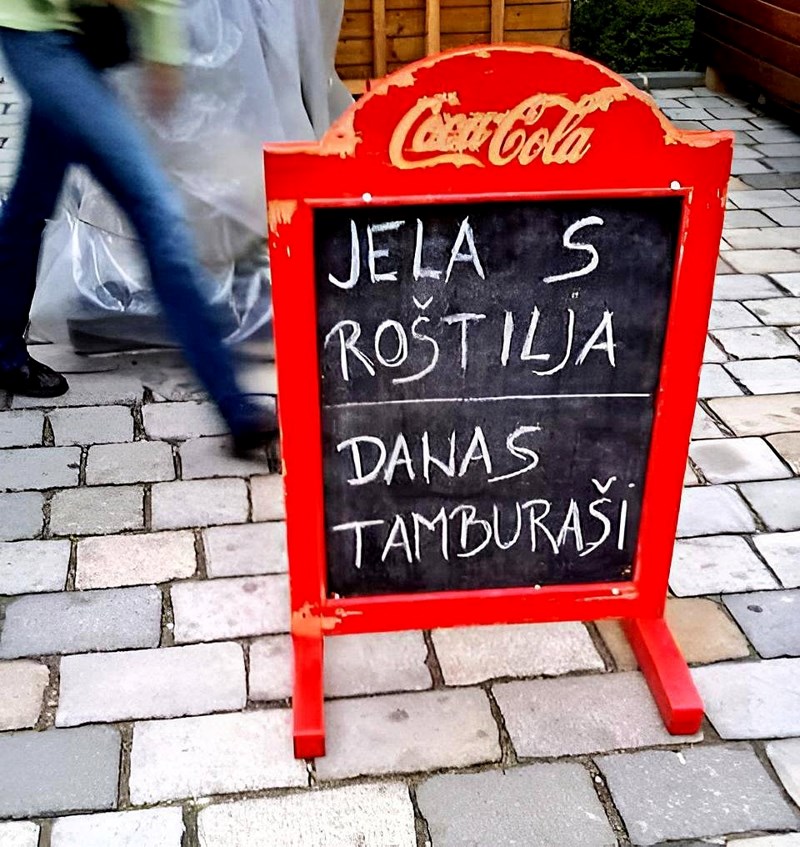 Coca-Cola
JELA S
ROŠTILJA
DANAS
TAMBURAŠI